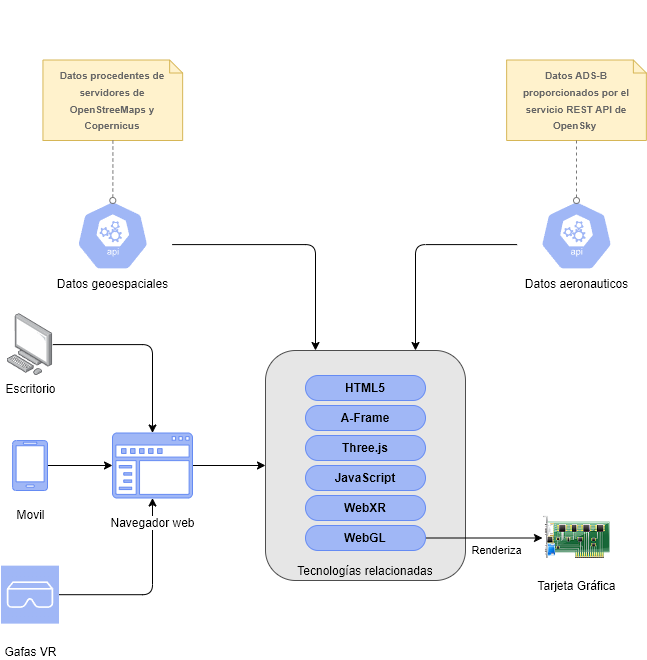 Datos procedentes de
servidores de
OpenStreeMaps y
Copernicus
Datos ADS-B
proporcionados por el
servicio REST API de
OpenSky
api
api
Datos geoespaciales
Datos aeronauticos
Escritorio
HTML5
A-Frame
Three.js
JavaScript
WebXR
WebGL
Tecnologías relacionadas
Movil
Navegador web
Renderiza
Tarjeta Gráfica
Gafas VR